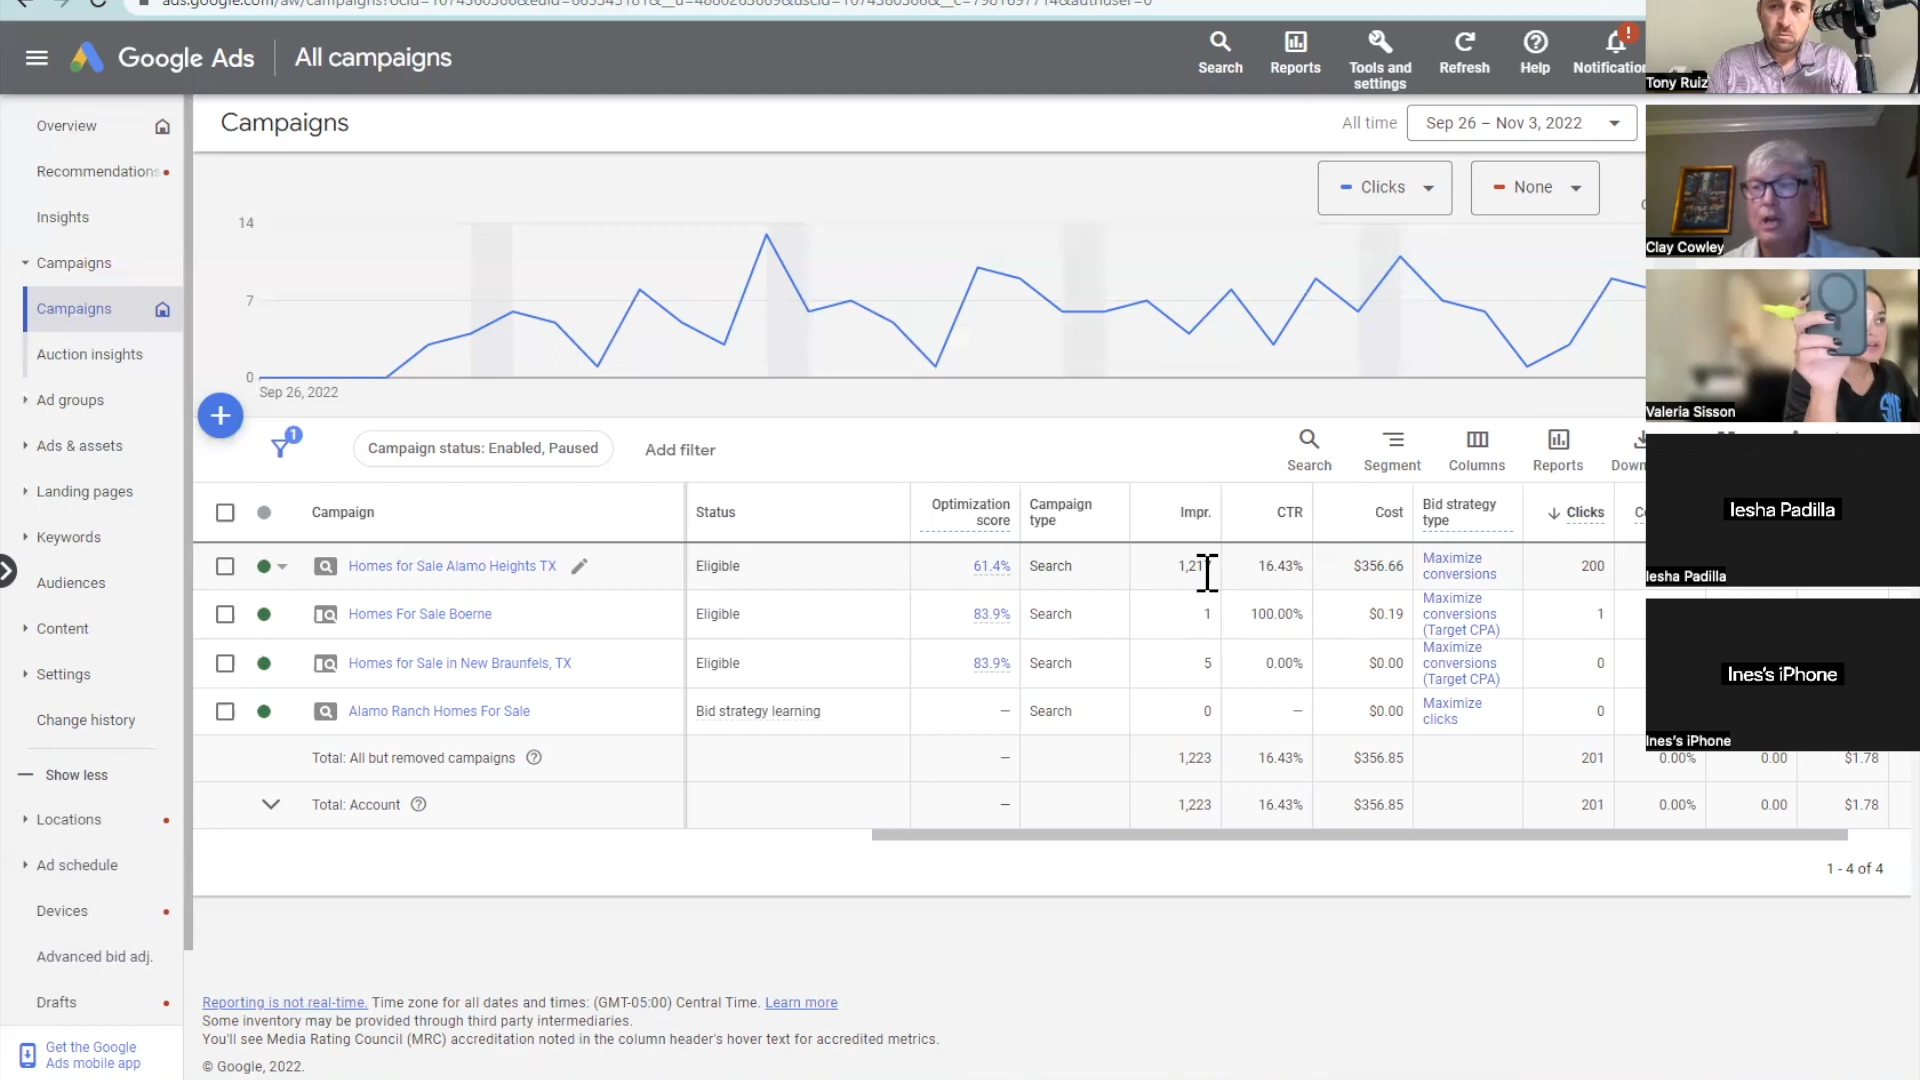 Google Ads
All campaigns
Search
Reports
Tools and
settings
Refresh
Help
Notification
!
Tony Ruiz
Overview
Recommendations
Insights
Campaigns
Campaigns
Auction insights
Ad groups
Ads & assets
Landing pages
Keywords
Audiences
Content
Settings
Change history
Show less
Locations
Ad schedule
Devices
Advanced bid adj.
Drafts
Get the Google
Ads mobile app
Campaigns
All time
Sep 26 – Nov 3, 2022
Clicks
None
14
7
0
Sep 26, 2022
Clay Cowley
Valeria Sisson
Iesha Padilla
Iesha Padilla
Ines's iPhone
Ines's iPhone
1
Campaign status: Enabled, Paused
Add filter
Search
Segment
Columns
Reports
Down
Campaign
Status
Optimization
score
Campaign
type
Impr.
CTR
Cost
Bid strategy
type
Clicks
Homes for Sale Alamo Heights TX
Eligible
61.4%
Search
1,217
16.43%
$356.66
Maximize
conversions
200
Homes For Sale Boerne
Eligible
83.9%
Search
1
100.00%
$0.19
Maximize
conversions
(Target CPA)
1
Homes for Sale in New Braunfels, TX
Eligible
83.9%
Search
5
0.00%
$0.00
Maximize
conversions
(Target CPA)
0
Alamo Ranch Homes For Sale
Bid strategy learning
—
Search
0
—
$0.00
Maximize
clicks
0
Total: All but removed campaigns
—
1,223
16.43%
$356.85
201
0.00%
0.00
$1.78
Total: Account
—
1,223
16.43%
$356.85
201
0.00%
0.00
$1.78
1 - 4 of 4
Reporting is not real-time. Time zone for all dates and times: (GMT-05:00) Central Time. Learn more
Some inventory may be provided through third party intermediaries.
You'll see Media Rating Council (MRC) accreditation noted in the column header's hover text for accredited metrics.
© Google, 2022.